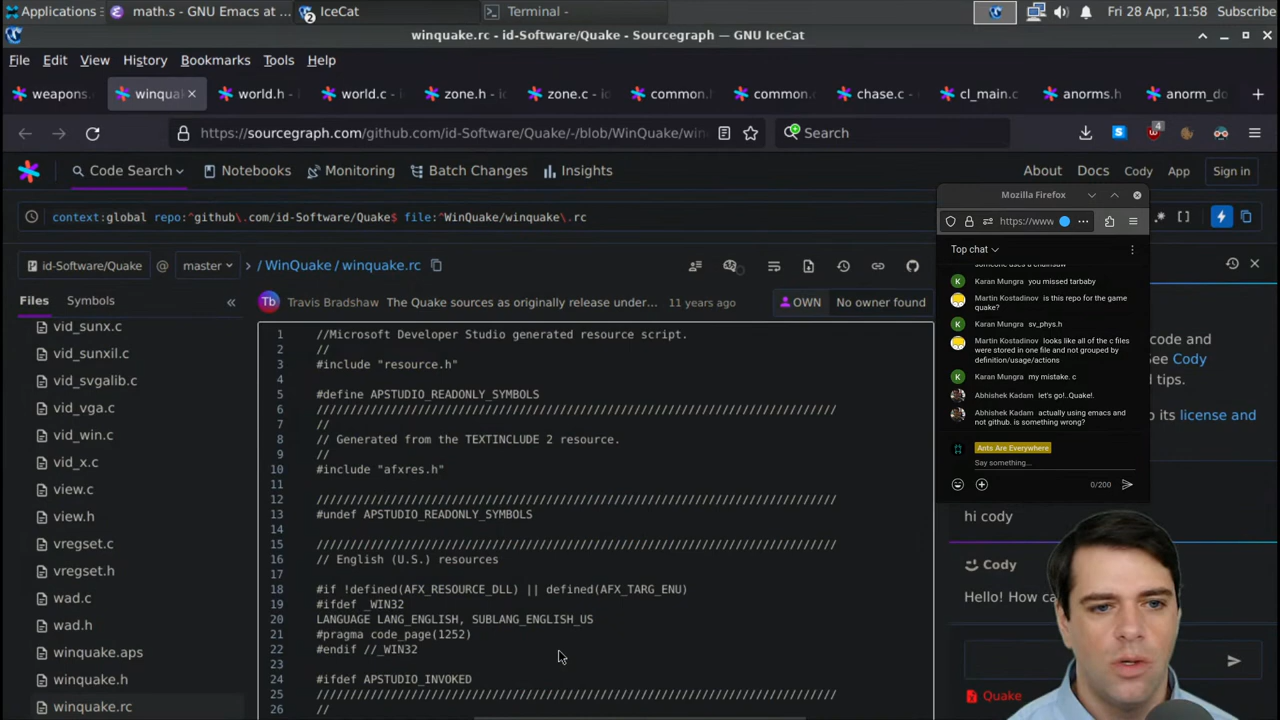 Applications
math.s - GNU Emacs at ...
2
IceCat
Terminal -
Fri 28 Apr, 11:58
Subscribe
winquake.rc - id-Software/Quake - Sourcegraph — GNU IceCat
File Edit View History Bookmarks Tools Help
weapons.
winqua
world.h -
world.c -
zone.h -
zone.c - i
common.
common.
chase.c -
cl_main.c
anorms.h
anorm_do
https://sourcegraph.com/github.com/id-Software/Quake/-/blob/WinQuake/win
Search
4
Code Search
Notebooks
Monitoring
Batch Changes
Insights
About Docs Cody App Sign in
context:global repo:^github\.com/id-Software/Quake$ file:^WinQuake/winquake\.rc
id-Software/Quake @ master / WinQuake / winquake.rc
Files Symbols
Travis Bradshaw The Quake sources as originally release under... 11 years ago
OWN No owner found
vid_sunx.c
vid_sunxil.c
vid_svgalib.c
vid_vga.c
vid_win.c
vid_x.c
view.c
view.h
vregset.c
vregset.h
wad.c
wad.h
winquake.aps
winquake.h
winquake.rc
1 //Microsoft Developer Studio generated resource script.
2 //
3 #include "resource.h"
4
5 #define APSTUDIO_READONLY_SYMBOLS
6 /////////////////////////////////////////////////////////////////////////////
7 //
8 // Generated from the TEXTINCLUDE 2 resource.
9 //
10 #include "afxres.h"
11
12 /////////////////////////////////////////////////////////////////////////////
13 #undef APSTUDIO_READONLY_SYMBOLS
14
15 /////////////////////////////////////////////////////////////////////////////
16 // English (U.S.) resources
17
18 #if !defined(AFX_RESOURCE_DLL) || defined(AFX_TARG_ENU)
19 #ifdef _WIN32
20 LANGUAGE LANG_ENGLISH, SUBLANG_ENGLISH_US
21 #pragma code_page(1252)
22 #endif //_WIN32
23
24 #ifdef APSTUDIO_INVOKED
25 /////////////////////////////////////////////////////////////////////////////
26 //
Mozilla Firefox
https://www
Top chat
someone uses a chainsaw
Karan Mungra you missed tarbaby
Martin Kostadinov is this repo for the game
quake?
Karan Mungra sv_phys.h
Martin Kostadinov looks like all of the c files
were stored in one file and not grouped by
definition/usage/actions
Karan Mungra my mistake. c
Abhishek Kadam let's go!..Quake!.
Abhishek Kadam actually using emacs and
not github. is something wrong?
Ants Are Everywhere
Say something...
0/200
code and
See Cody
d tips.
o its license and
hi cody
Cody
Hello! How ca
Quake